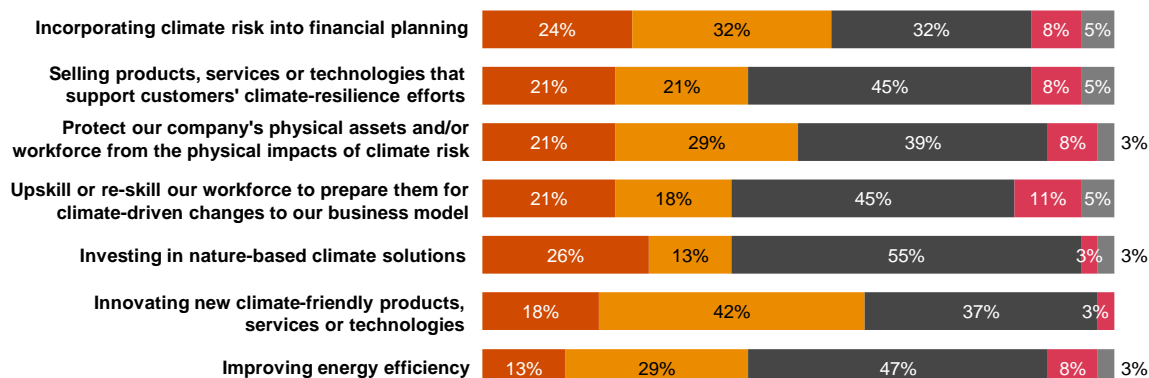 Incorporating climate risk into financial planning
24% 32% 32% 8% 5%
Selling products, services or technologies that
support customers' climate-resilience efforts
21% 21% 45% 8% 5%
Protect our company's physical assets and/or
workforce from the physical impacts of climate risk
21% 29% 39% 8% 3%
Upskill or re-skill our workforce to prepare them for
climate-driven changes to our business model
21% 18% 45% 11% 5%
Investing in nature-based climate solutions
26% 13% 55% 3% 3%
Innovating new climate-friendly products,
services or technologies
18% 42% 37% 3%
Improving energy efficiency
13% 29% 47% 8% 3%